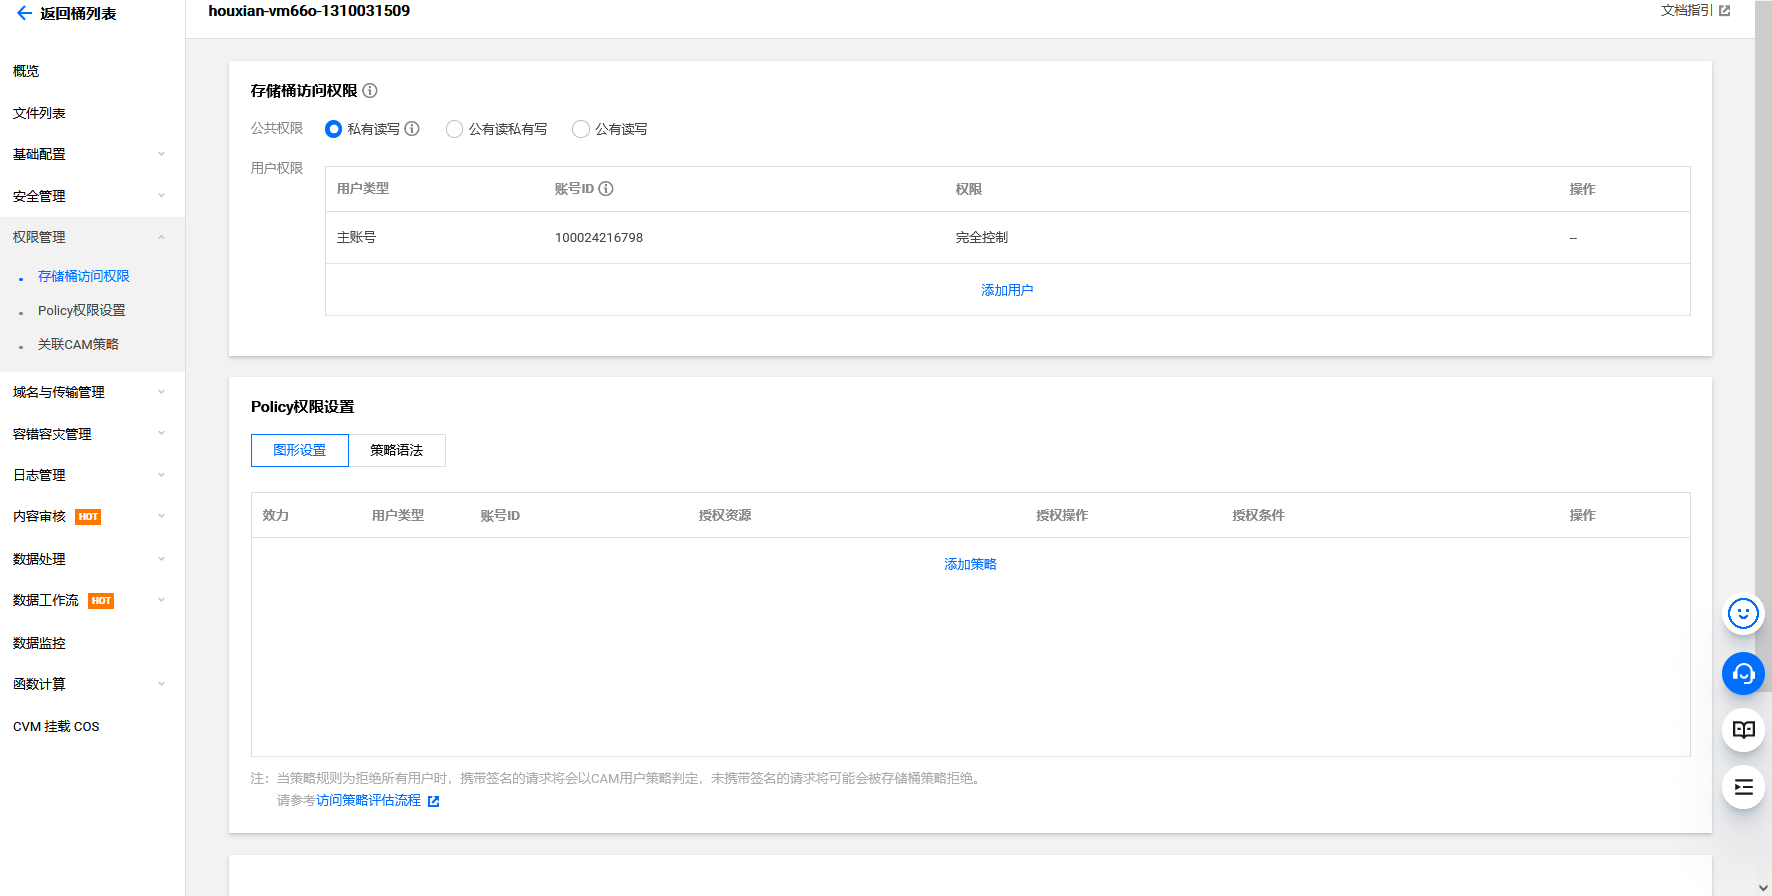 返回桶列表
houxian-vm66o-1310031509
文档指引
概览
文件列表
基础配置
安全管理
权限管理
存储桶访问权限
Policy权限设置
关联CAM策略
域名与传输管理
容错容灾管理
日志管理
内容审核 HOT
数据处理
数据工作流 HOT
数据监控
函数计算
CVM 挂载 COS
存储桶访问权限
公共权限 私有读写 公有读私有写 公有读写
用户权限
用户类型 账号ID 权限 操作
主账号 100024216798 完全控制 --
添加用户
Policy权限设置
图形设置 策略语法
效力 用户类型 账号ID 授权资源 授权操作 授权条件 操作
添加策略
注：当策略规则为拒绝所有用户时，携带签名的请求将会以CAM用户策略判定，未携带签名的请求将可能会被存储桶策略拒绝。
请参考访问策略评估流程